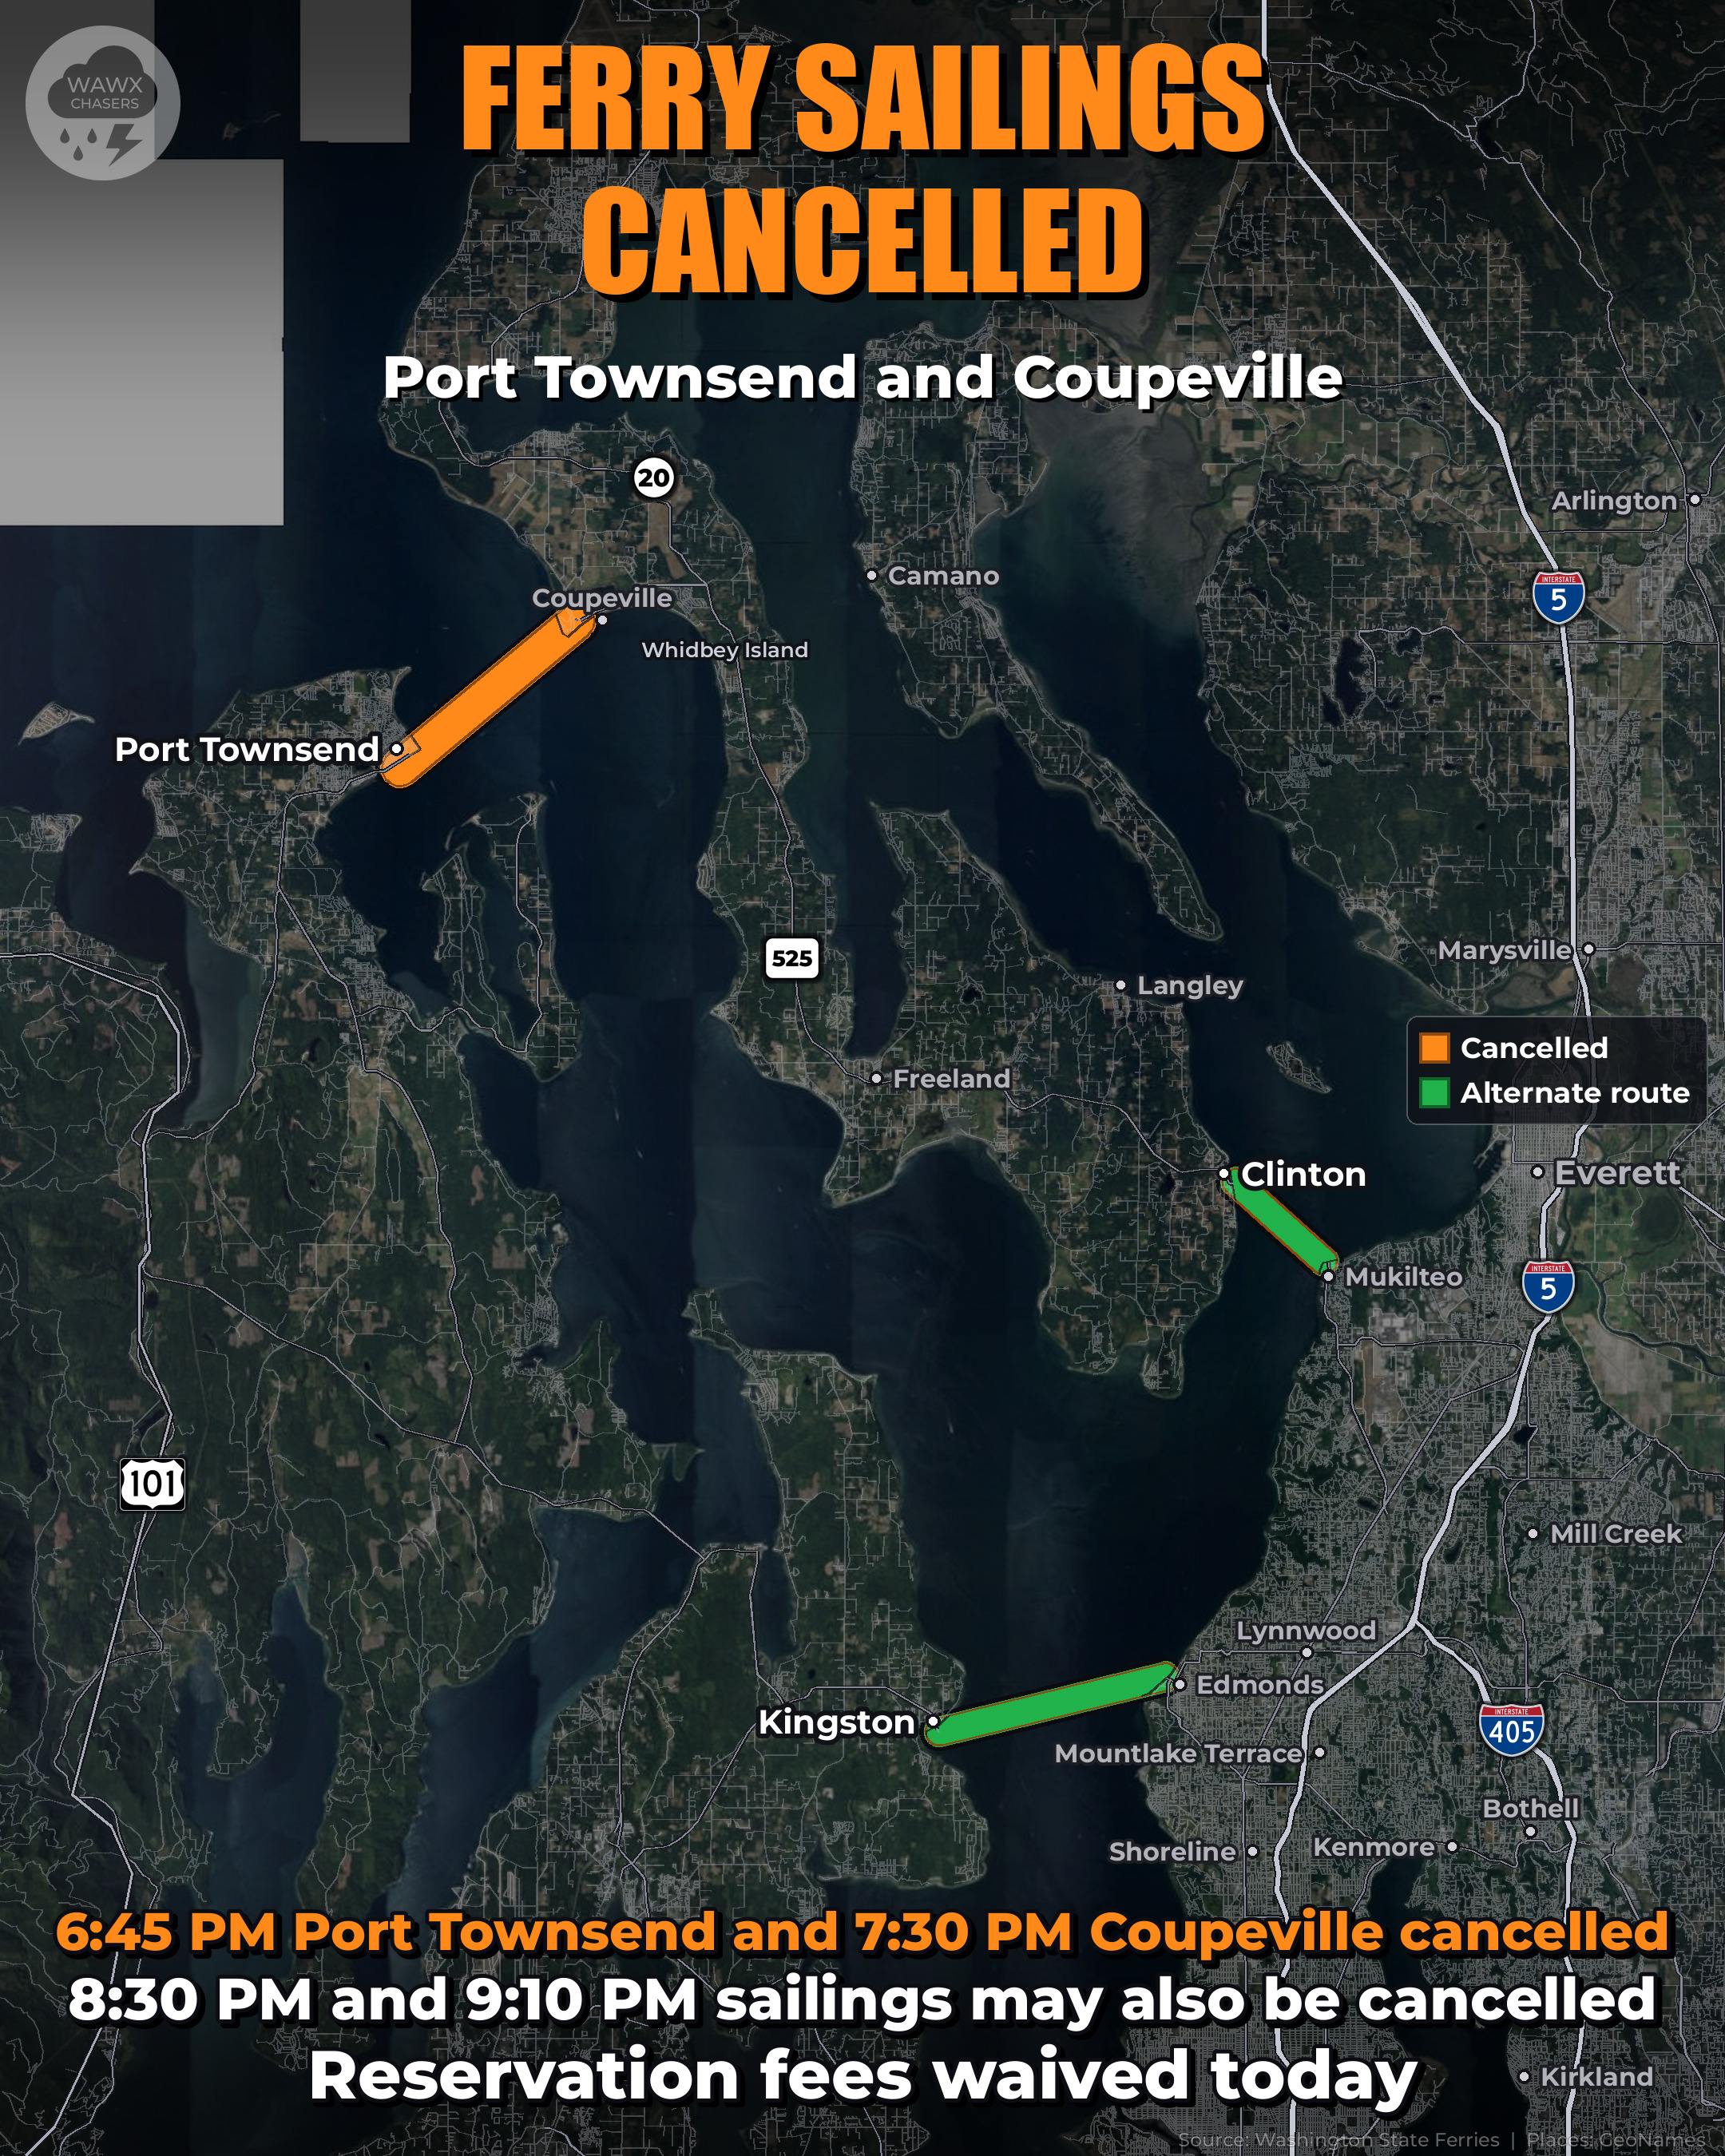 WAWX
CHASERS
FERRY SAILINGS
CANCELLED
Port Townsend and Coupeville
20
Arlington
INTERSTATE
5
Camano
Coupeville
Whidbey Island
Port Townsend
525
Marysville
Langley
Cancelled
Alternate route
Freeland
Clinton
Everett
Mukilteo
INTERSTATE
5
101
Mill Creek
Lynnwood
Edmonds
Kingston
INTERSTATE
405
Mountlake Terrace
Bothell
Shoreline
Kenmore
6:45 PM Port Townsend and 7:30 PM Coupeville cancelled
8:30 PM and 9:10 PM sailings may also be cancelled
Reservation fees waived today
Kirkland
Source: Washington State Ferries | Places: GeoNames